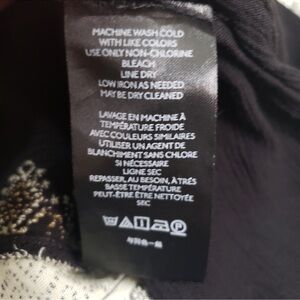 MACHINE WASH COLD
WITH LIKE COLORS
USE ONLY NON-CHLORINE
BLEACH
LINE DRY
LOW IRON AS NEEDED
MAY BE DRY CLEANED
LAVAGE EN MACHINE À
TEMPÉRATURE FROIDE
AVEC COULEURS SIMILAIRES
UTILISER UN AGENT DE
BLANCHIMENT SANS CHLORE
SI NÉCESSAIRE
LIGNE SEC
REPASSER, AU BESOIN, À TRÉS
BASSE TEMPÉRATURE
PEUT-ÊTRE ÊTRE NETTOYÉE
SEC